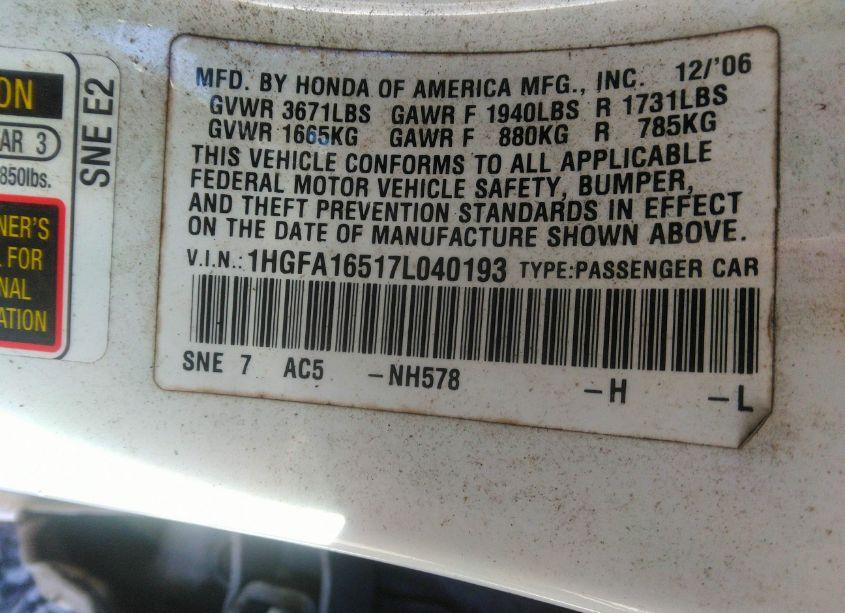 ON
AR 3
850lbs.
NER'S
FOR
NAL
ATION
SNE E2
MFD. BY HONDA OF AMERICA MFG., INC. 12/'06
GVWR 3671LBS GAWR F 1940LBS R 1731LBS
GVWR 1665KG GAWR F 880KG R 785KG
THIS VEHICLE CONFORMS TO ALL APPLICABLE
FEDERAL MOTOR VEHICLE SAFETY, BUMPER,
AND THEFT PREVENTION STANDARDS IN EFFECT
ON THE DATE OF MANUFACTURE SHOWN ABOVE.
V.I.N.: 1HGFA16517L040193 TYPE:PASSENGER CAR
SNE 7 AC5 -NH578 -H -L